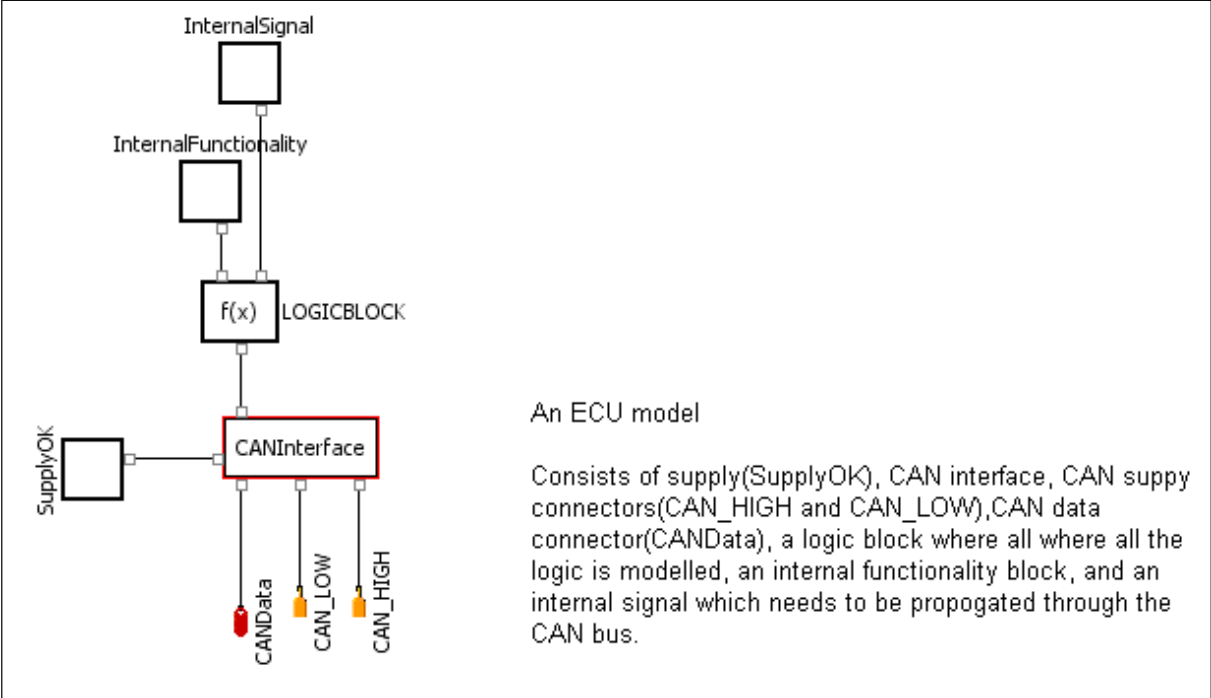 InternalSignal
InternalFunctionality
f(x) LOGICBLOCK
SupplyOK
CANInterface
CANData
CAN_LOW
CAN_HIGH
An ECU model
Consists of supply(SupplyOK), CAN interface, CAN suppy
connectors(CAN_HIGH and CAN_LOW),CAN data
connector(CANData), a logic block where all where all the
logic is modelled, an internal functionality block, and an
internal signal which needs to be propogated through the
CAN bus.